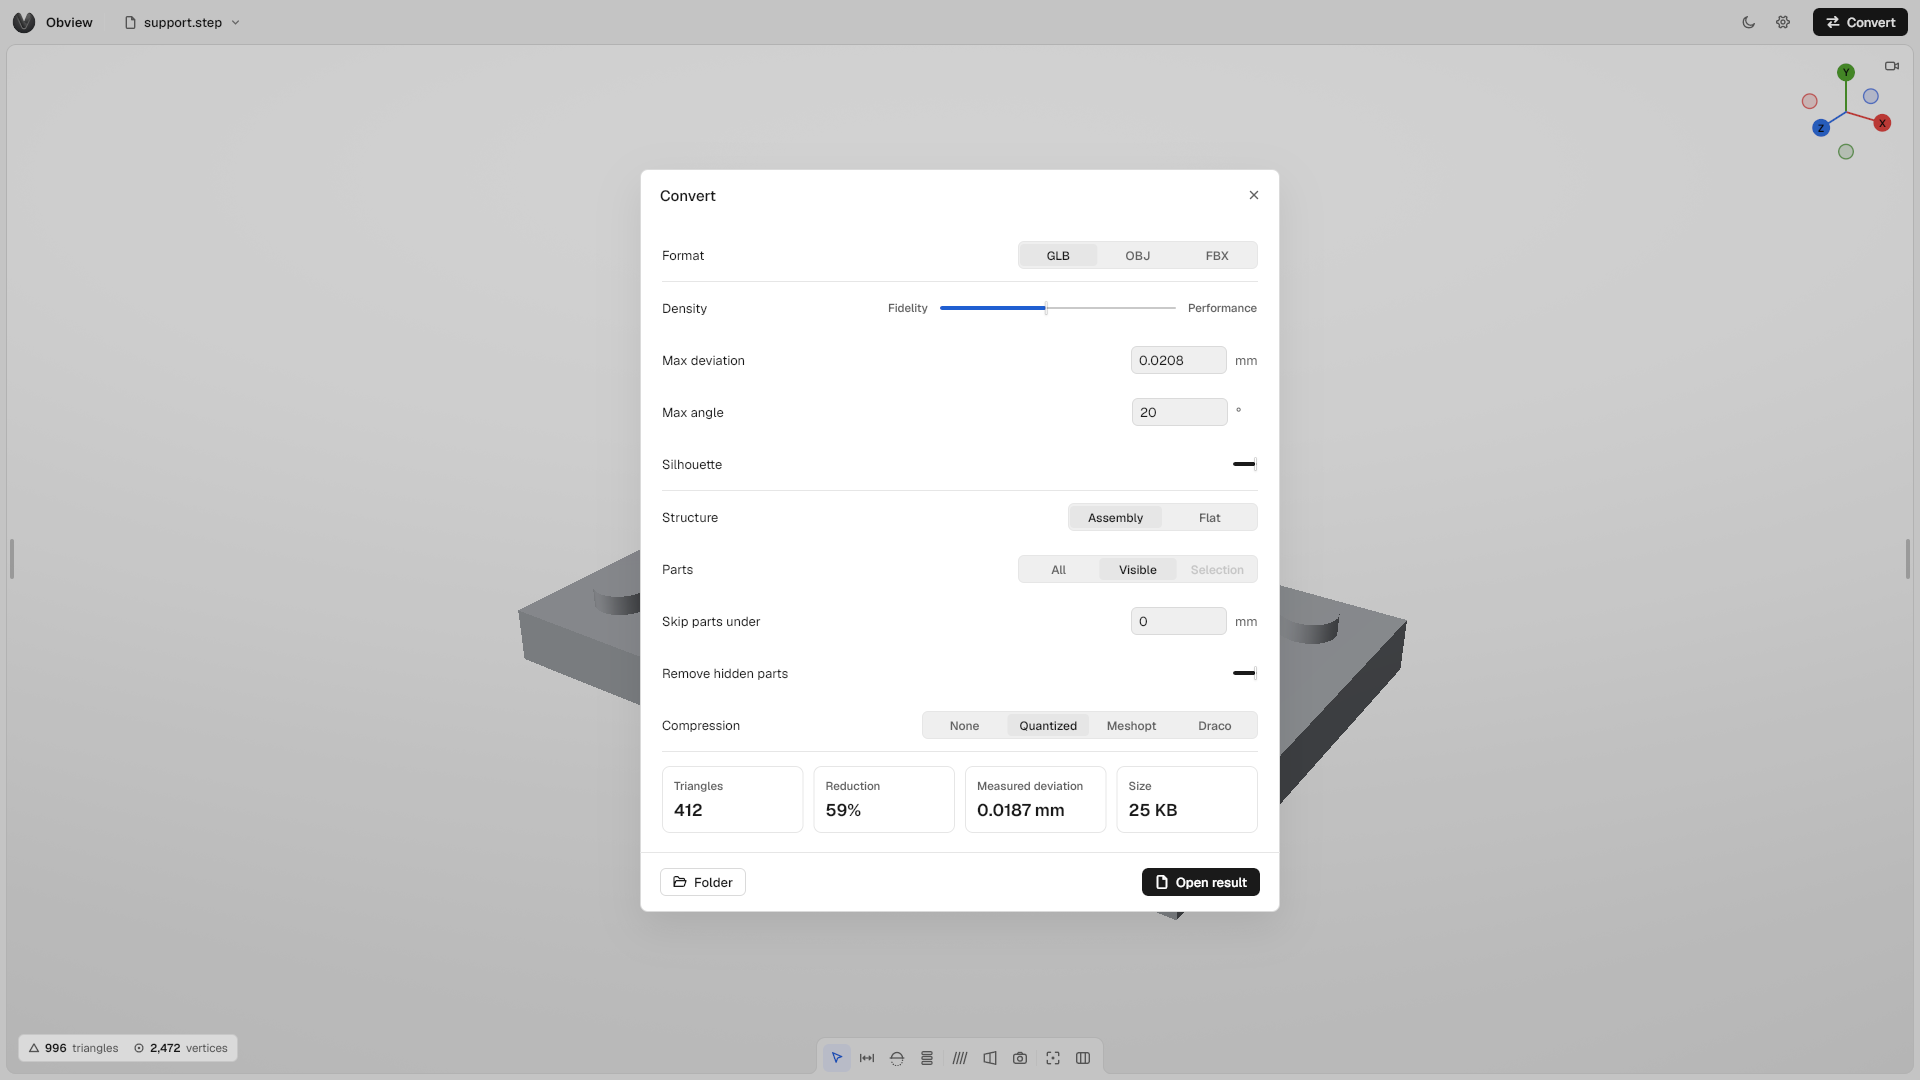 Obview
support.step
Convert
Y
X
Z
Convert
Format
GLB
OBJ
FBX
Density
Fidelity
Performance
Max deviation
0.0208
mm
Max angle
20
°
Silhouette
Structure
Assembly
Flat
Parts
All
Visible
Selection
Skip parts under
0
mm
Remove hidden parts
Compression
None
Quantized
Meshopt
Draco
Triangles
412
Reduction
59%
Measured deviation
0.0187 mm
Size
25 KB
Folder
Open result
996 triangles
2,472 vertices